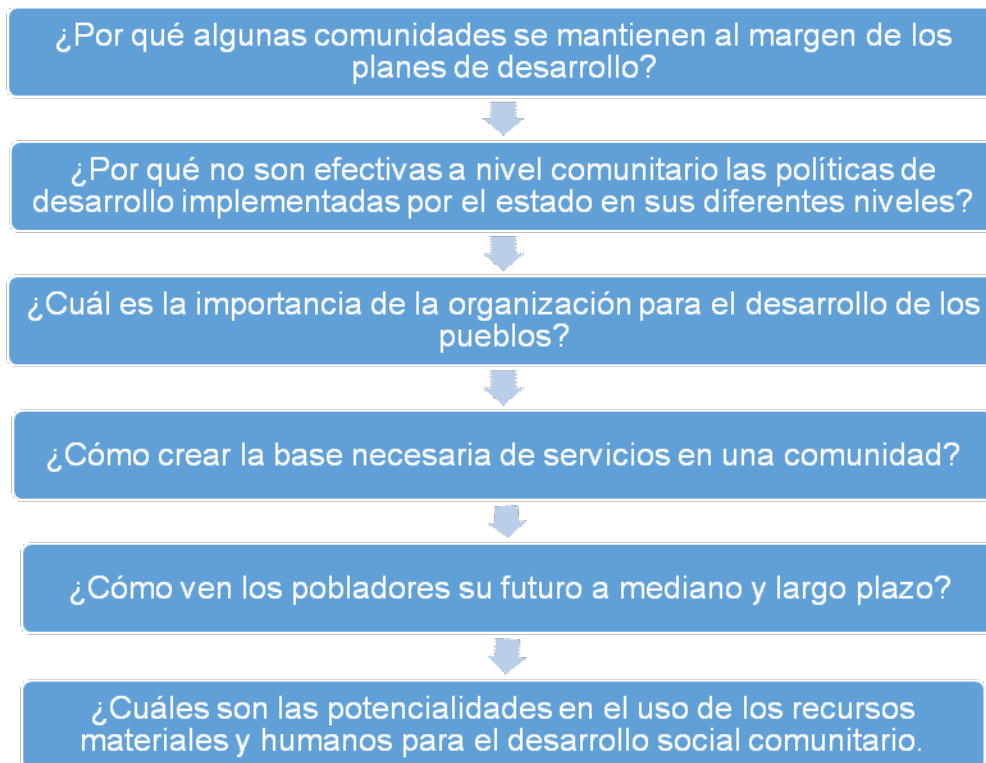 ¿Por qué algunas comunidades se mantienen al margen de los
planes de desarrollo?
¿Por qué no son efectivas a nivel comunitario las políticas de
desarrollo implementadas por el estado en sus diferentes niveles?
¿Cuál es la importancia de la organización para el desarrollo de los
pueblos?
¿Cómo crear la base necesaria de servicios en una comunidad?
¿Cómo ven los pobladores su futuro a mediano y largo plazo?
¿Cuáles son las potencialidades en el uso de los recursos
materiales y humanos para el desarrollo social comunitario.